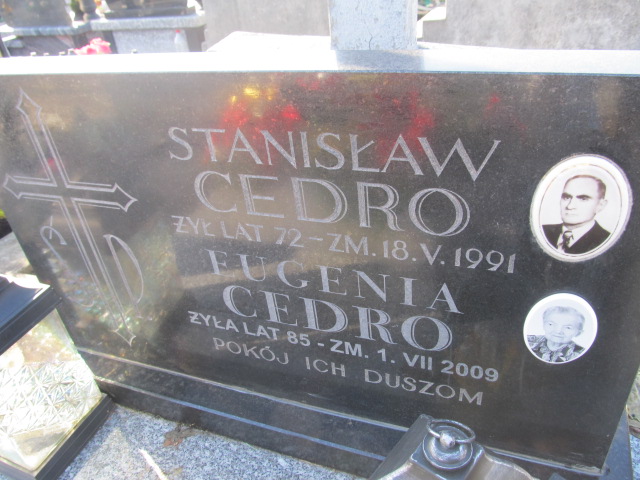 STANISŁAW
CEDRO
ŻYŁ LAT 72 - ZM. 18. V. 1991
EUGENIA
CEDRO
ŻYŁA LAT 85 - ZM. 1. VII 2009
POKÓJ ICH DUSZOM